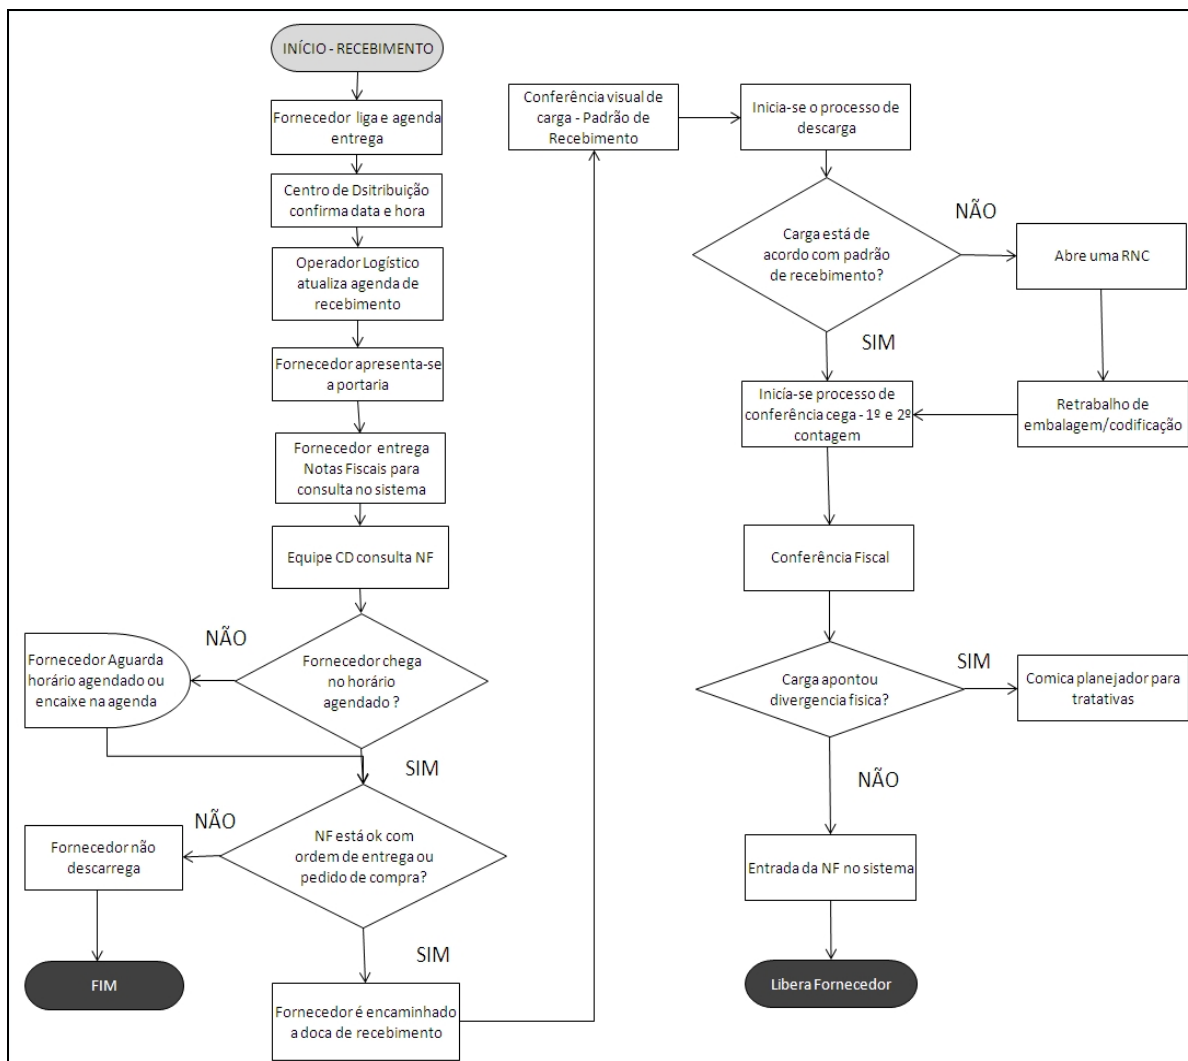 INÍCIO - RECEBIMENTO
Fornecedor liga e agenda
entrega
Centro de Dsitribuição
confirma data e hora
Operador Logístico
atualiza agenda de
recebimento
Fornecedor apresenta-se
a portaria
Fornecedor entrega
Notas Fiscais para
consulta no sistema
Equipe CD consulta NF
Fornecedor chega
no horário
agendado ?
NÃO
Fornecedor Aguarda
horário agendado ou
encaixe na agenda
SIM
NF está ok com
ordem de entrega ou
pedido de compra?
NÃO
Fornecedor não
descarrega
FIM
SIM
Fornecedor é encaminhado
a doca de recebimento
Conferência visual de
carga - Padrão de
Recebimento
Inicia-se o processo de
descarga
Carga está de
acordo com padrão
de recebimento?
NÃO
Abre uma RNC
Retrabalho de
embalagem/codificação
SIM
Inicía-se processo de
conferência cega - 1º e 2º
contagem
Conferência Fiscal
Carga apontou
divergencia fisica?
SIM
Comica planejador para
tratativas
NÃO
Entrada da NF no sistema
Libera Fornecedor